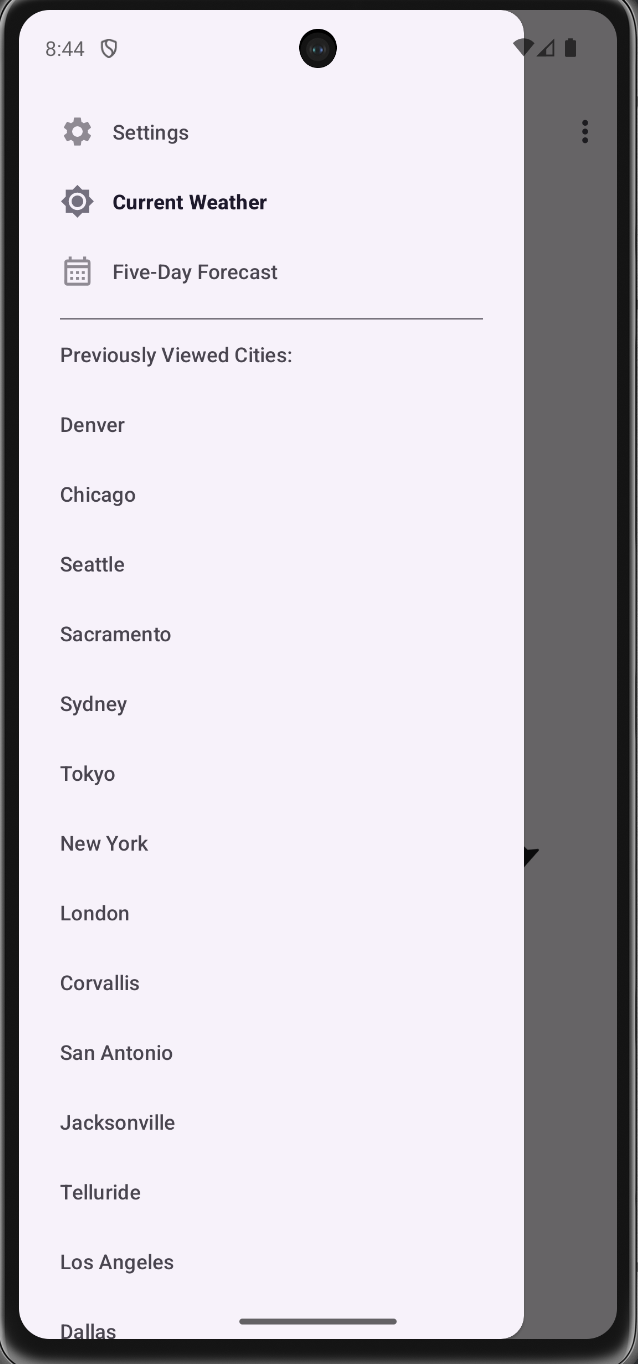 8:44
Settings
Current Weather
Five-Day Forecast
Previously Viewed Cities:
Denver
Chicago
Seattle
Sacramento
Sydney
Tokyo
New York
London
Corvallis
San Antonio
Jacksonville
Telluride
Los Angeles
Dallas